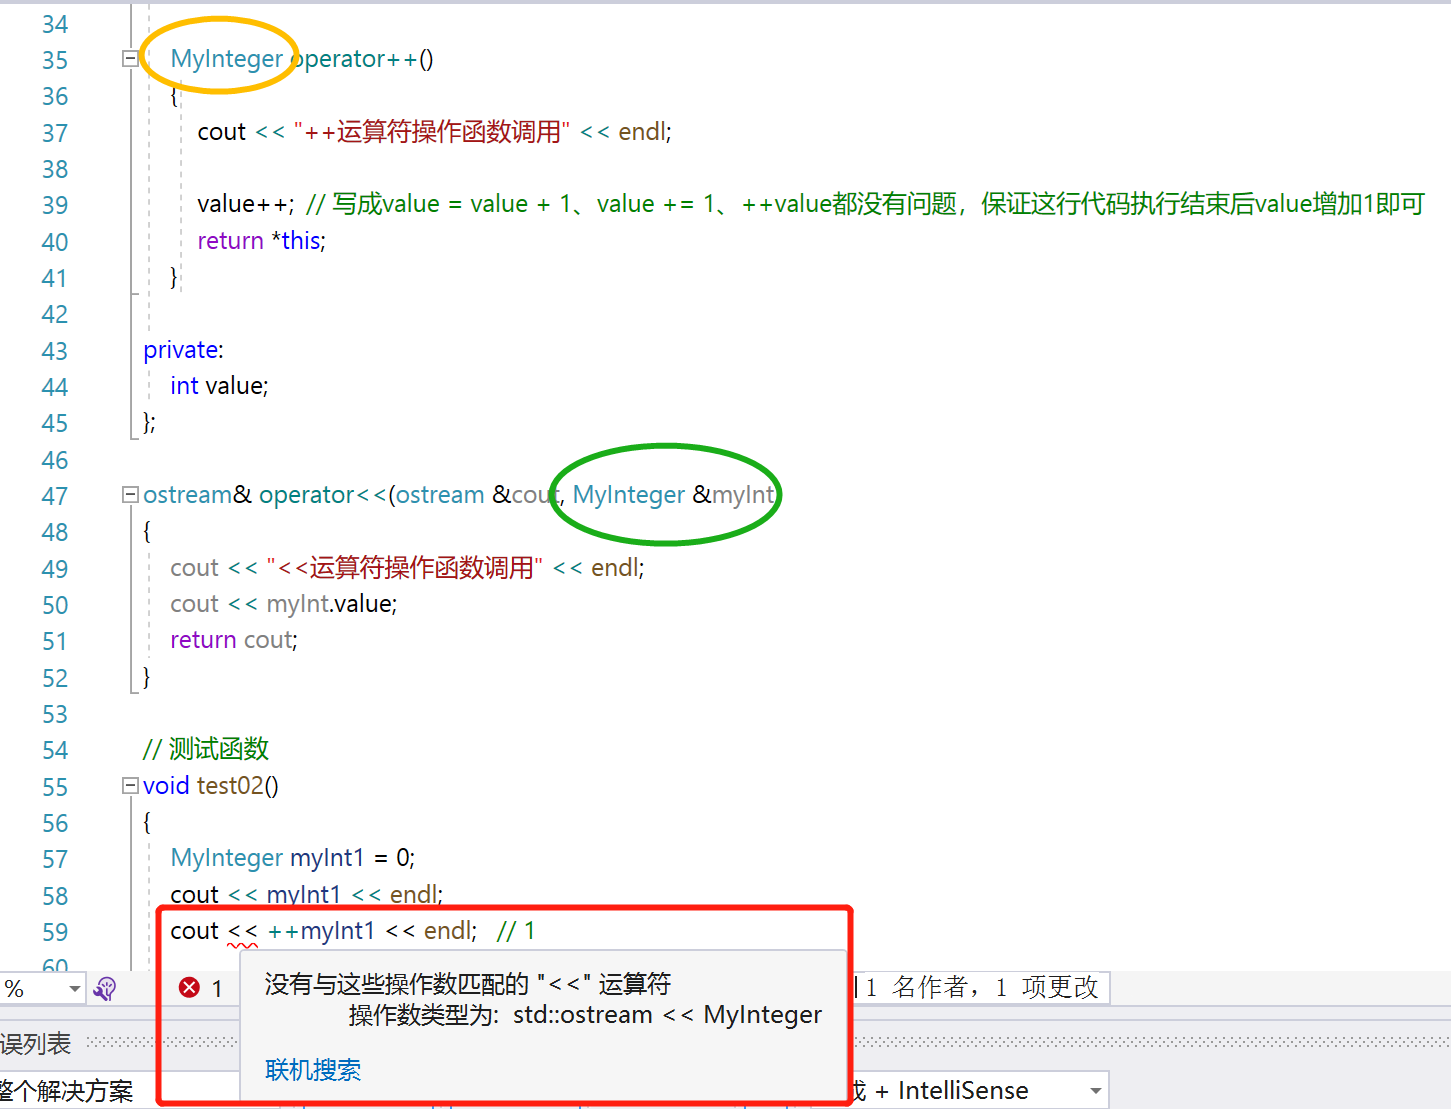 34
35 MyInteger operator++()
36 {
37 cout << "++运算符操作函数调用" << endl;
38
39 value++; // 写成value = value + 1、value += 1、++value都没有问题，保证这行代码执行结束后value增加1即可
40 return *this;
41 }
42
43 private:
44 int value;
45 };
46
47 ostream& operator<<(ostream &cout, MyInteger &myInt
48 {
49 cout << "<<运算符操作函数调用" << endl;
50 cout << myInt.value;
51 return cout;
52 }
53
54 // 测试函数
55 void test02()
56 {
57 MyInteger myInt1 = 0;
58 cout << myInt1 << endl;
59 cout << ++myInt1 << endl; // 1
60
没有与这些操作数匹配的 "<<" 运算符
操作数类型为: std::ostream << MyInteger
联机搜索
% 1 1 名作者，1 项更改
误列表
整个解决方案 + IntelliSense